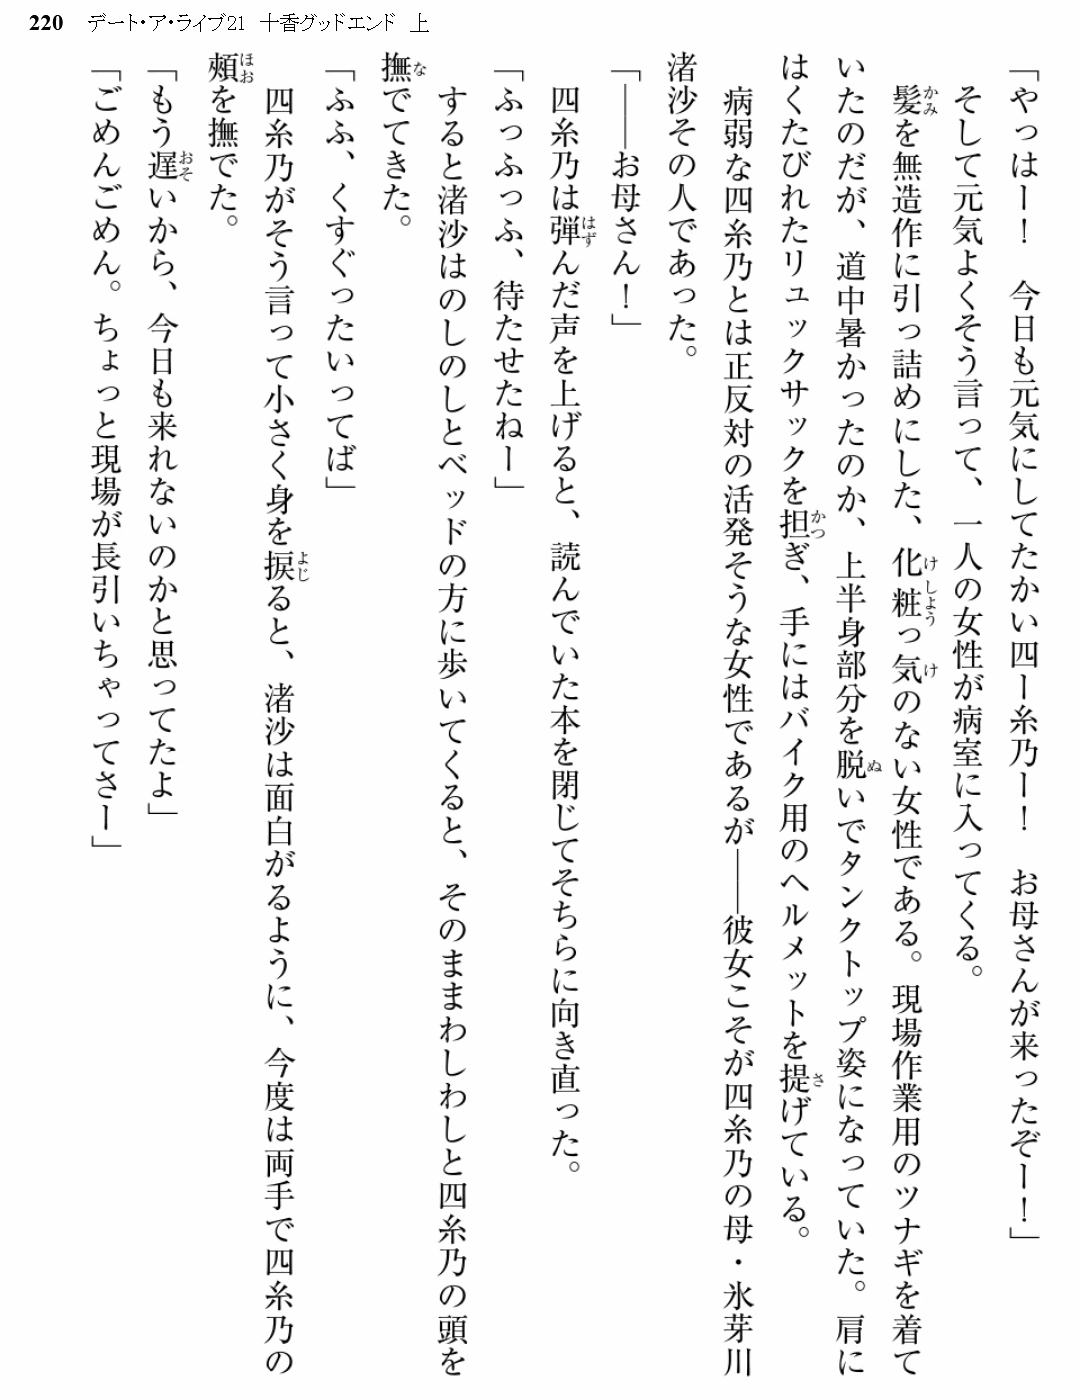 220 デート・ア・ライブ21 十香グッドエンド 上
「やっはー！　今日も元気にしてたかい四ー糸乃ー！　お母さんが来ったぞー！」
　そして元気よくそう言って、一人の女性が病室に入ってくる。
　髪を無造作に引っ詰めにした、化粧っ気のない女性である。現場作業用のツナギを着て
いたのだが、道中暑かったのか、上半身部分を脱いでタンクトップ姿になっていた。肩に
はくたびれたリュックサックを担ぎ、手にはバイク用のヘルメットを提げている。
　病弱な四糸乃とは正反対の活発そうな女性であるが――彼女こそが四糸乃の母・氷芽川
渚沙その人であった。
「――お母さん！」
　四糸乃は弾んだ声を上げると、読んでいた本を閉じてそちらに向き直った。
「ふっふっふ、待たせたねー」
　すると渚沙はのしのしとベッドの方に歩いてくると、そのままわしわしと四糸乃の頭を
撫でてきた。
「ふふ、くすぐったいってば」
　四糸乃がそう言って小さく身を捩ると、渚沙は面白がるように、今度は両手で四糸乃の
頰を撫でた。
「もう遅いから、今日も来れないのかと思ってたよ」
「ごめんごめん。ちょっと現場が長引いちゃってさー」